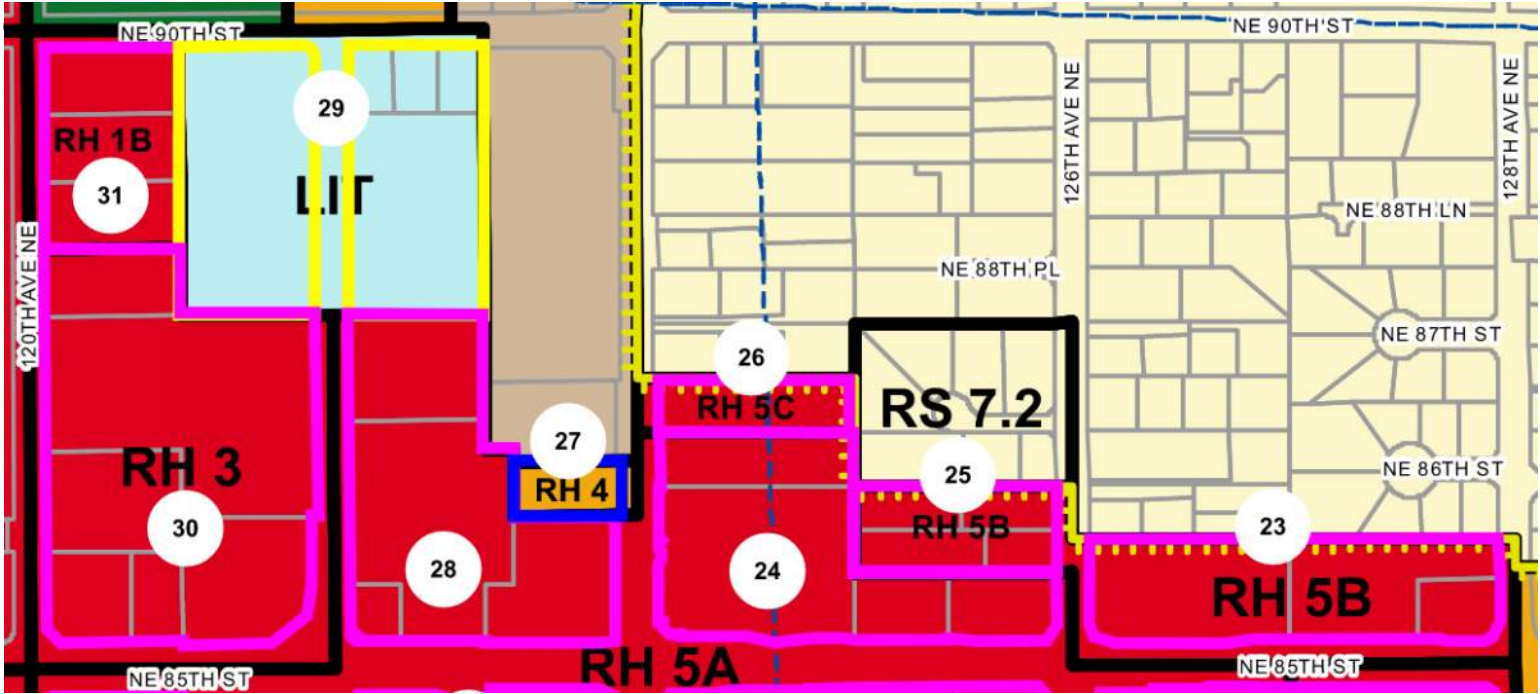 NE 90TH ST
NE 90TH ST
29
126TH AVE NE
128TH AVE NE
RH 1B
31
LIT
NE 88TH LN
120TH AVE NE
NE 88TH PL
NE 87TH ST
26
RH 5C
RS 7.2
27
RH 3
RH 4
25
NE 86TH ST
30
RH 5B
23
28
24
RH 5B
RH 5A
NE 85TH ST
NE 85TH ST